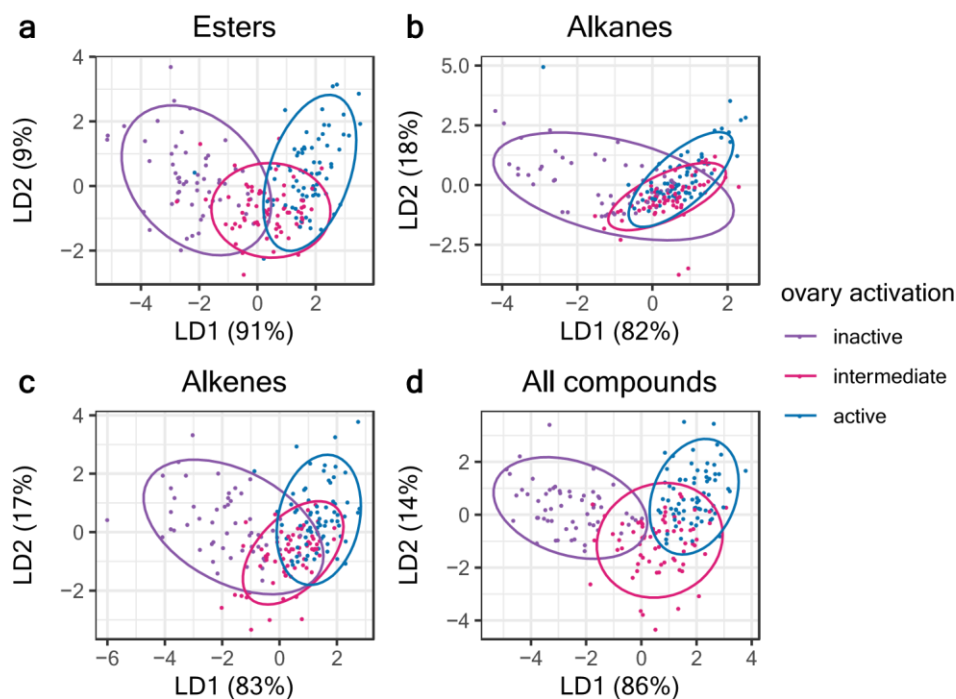 a
Esters
4
2
0
−2
−4
−2
0
2
LD2 (9%)
LD1 (91%)
b
Alkanes
5.0
2.5
0.0
−2.5
−4
−2
0
2
LD2 (18%)
LD1 (82%)
ovary activation
inactive
intermediate
active
c
Alkenes
4
2
0
−2
−6
−4
−2
0
2
LD2 (17%)
LD1 (83%)
d
All compounds
2
0
−2
−4
−4
−2
0
2
4
LD2 (14%)
LD1 (86%)